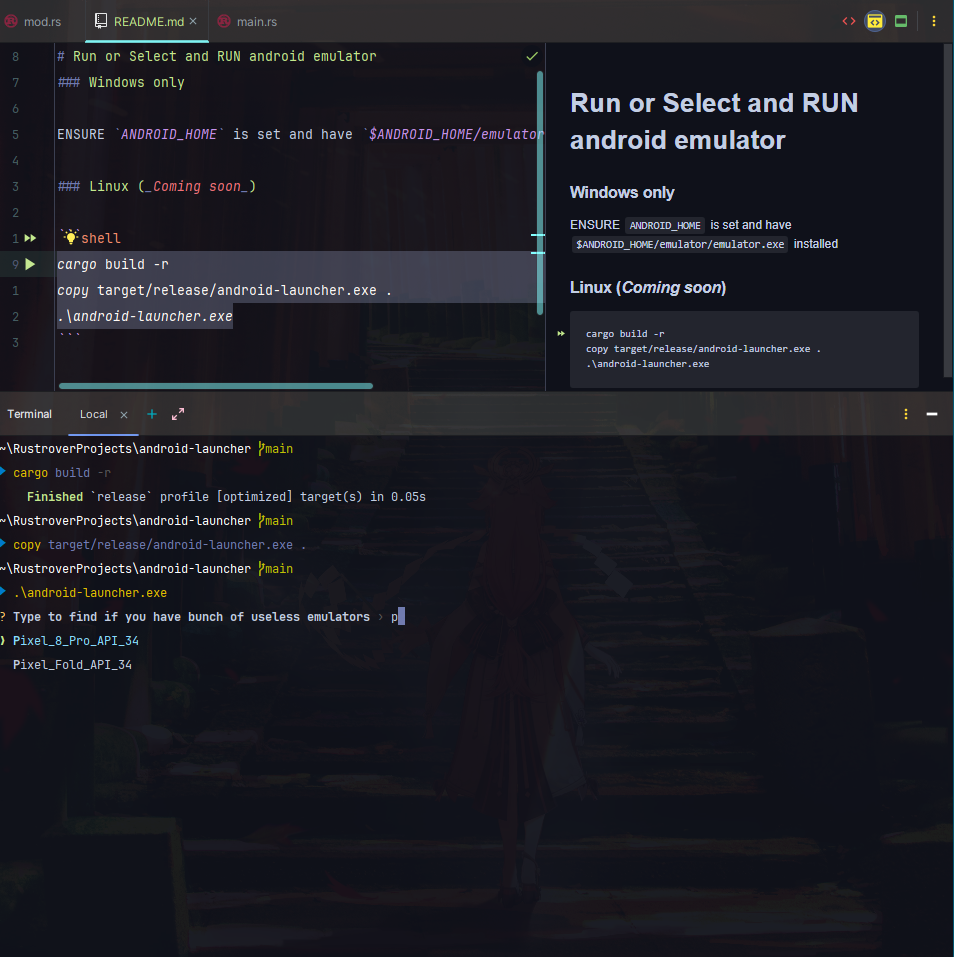 mod.rs
README.md
main.rs
8 # Run or Select and RUN android emulator
7 ### Windows only
6
5 ENSURE `ANDROID_HOME` is set and have `$ANDROID_HOME/emulator
4
3 ### Linux (_Coming soon_)
2
1 `shell
9 cargo build -r
1 copy target/release/android-launcher.exe .
2 .\android-launcher.exe
3 ```
Run or Select and RUN
android emulator
Windows only
ENSURE ANDROID_HOME is set and have
$ANDROID_HOME/emulator/emulator.exe installed
Linux (Coming soon)
cargo build -r
copy target/release/android-launcher.exe .
.\android-launcher.exe
Terminal Local
~\RustroverProjects\android-launcher main
cargo build -r
Finished `release` profile [optimized] target(s) in 0.05s
~\RustroverProjects\android-launcher main
copy target/release/android-launcher.exe .
~\RustroverProjects\android-launcher main
.\android-launcher.exe
? Type to find if you have bunch of useless emulators › p
❯ Pixel_8_Pro_API_34
Pixel_Fold_API_34